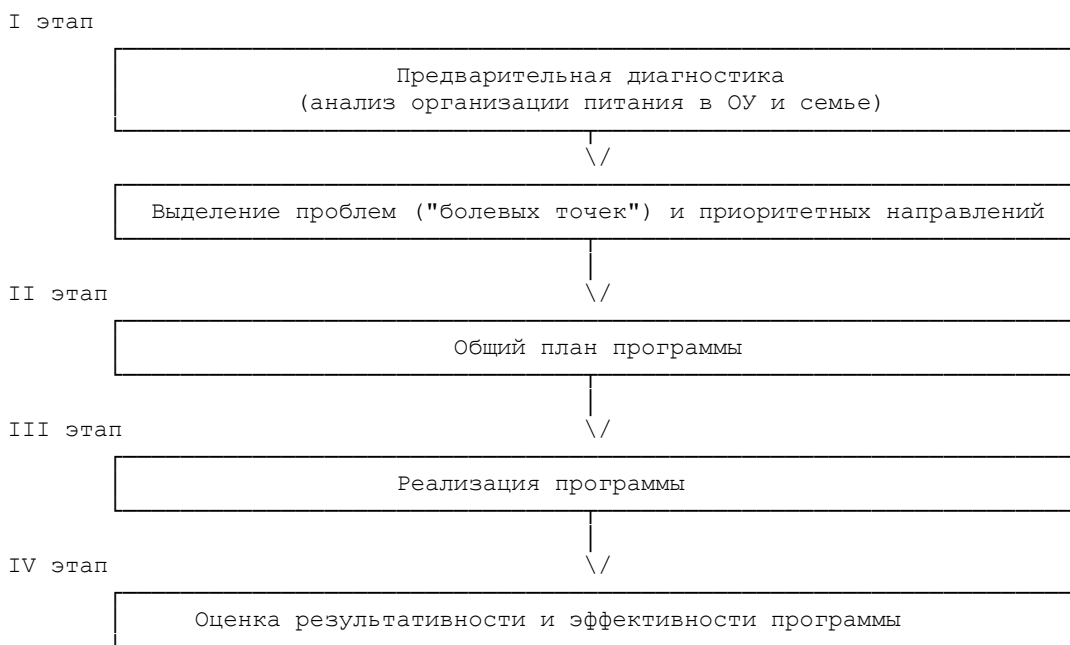 I этап
Предварительная диагностика
(анализ организации питания в ОУ и семье)
Выделение проблем ("болевых точек") и приоритетных направлений
II этап
Общий план программы
III этап
Реализация программы
IV этап
Оценка результативности и эффективности программы